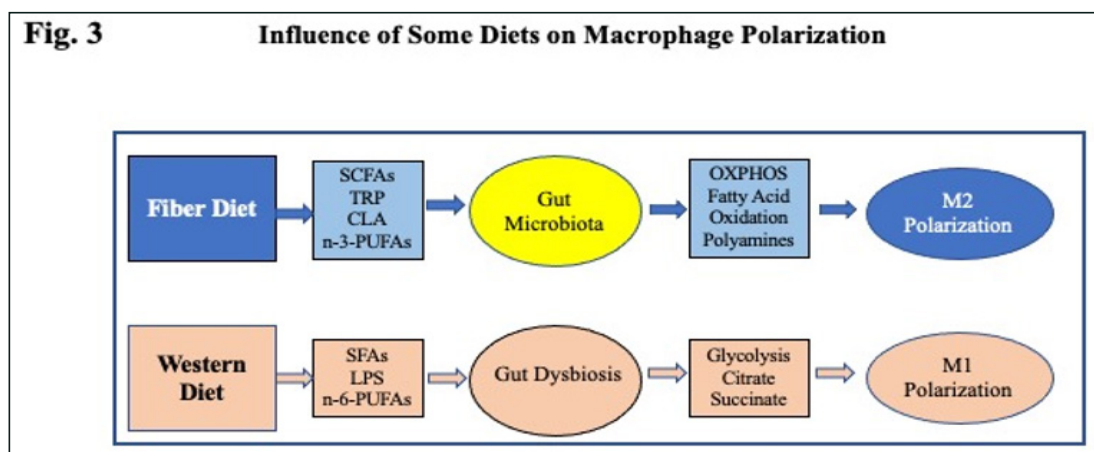 Fig. 3
Influence of Some Diets on Macrophage Polarization
Fiber Diet
SCFAs
TRP
CLA
n-3-PUFAs
Gut
Microbiota
OXPHOS
Fatty Acid
Oxidation
Polyamines
M2
Polarization
Western
Diet
SFAs
LPS
n-6-PUFAs
Gut Dysbiosis
Glycolysis
Citrate
Succinate
M1
Polarization